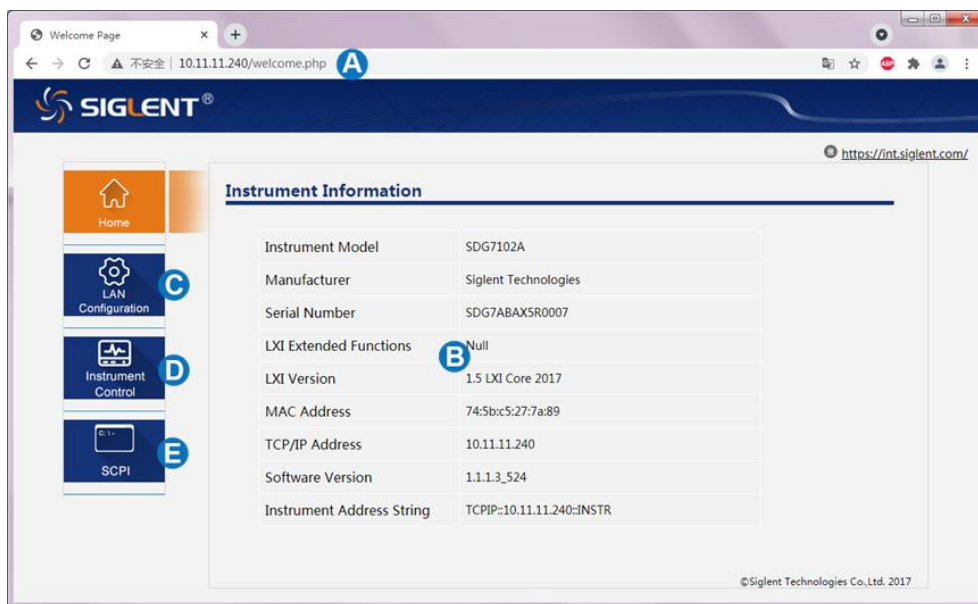 Welcome Page
不安全 | 10.11.11.240/welcome.php A
ABP
SIGLENT®
https://int.siglent.com/
Home
Instrument Information
Instrument Model SDG7102A
Manufacturer Siglent Technologies
Serial Number SDG7ABAX5R0007
LXI Extended Functions Null
B
LXI Version 1.5 LXI Core 2017
MAC Address 74:5b:c5:27:7a:89
TCP/IP Address 10.11.11.240
Software Version 1.1.1.3_524
Instrument Address String TCPIP::10.11.11.240::INSTR
LAN
Configuration
C
Instrument
Control
D
C:\-
SCPI
E
©Siglent Technologies Co.,Ltd. 2017